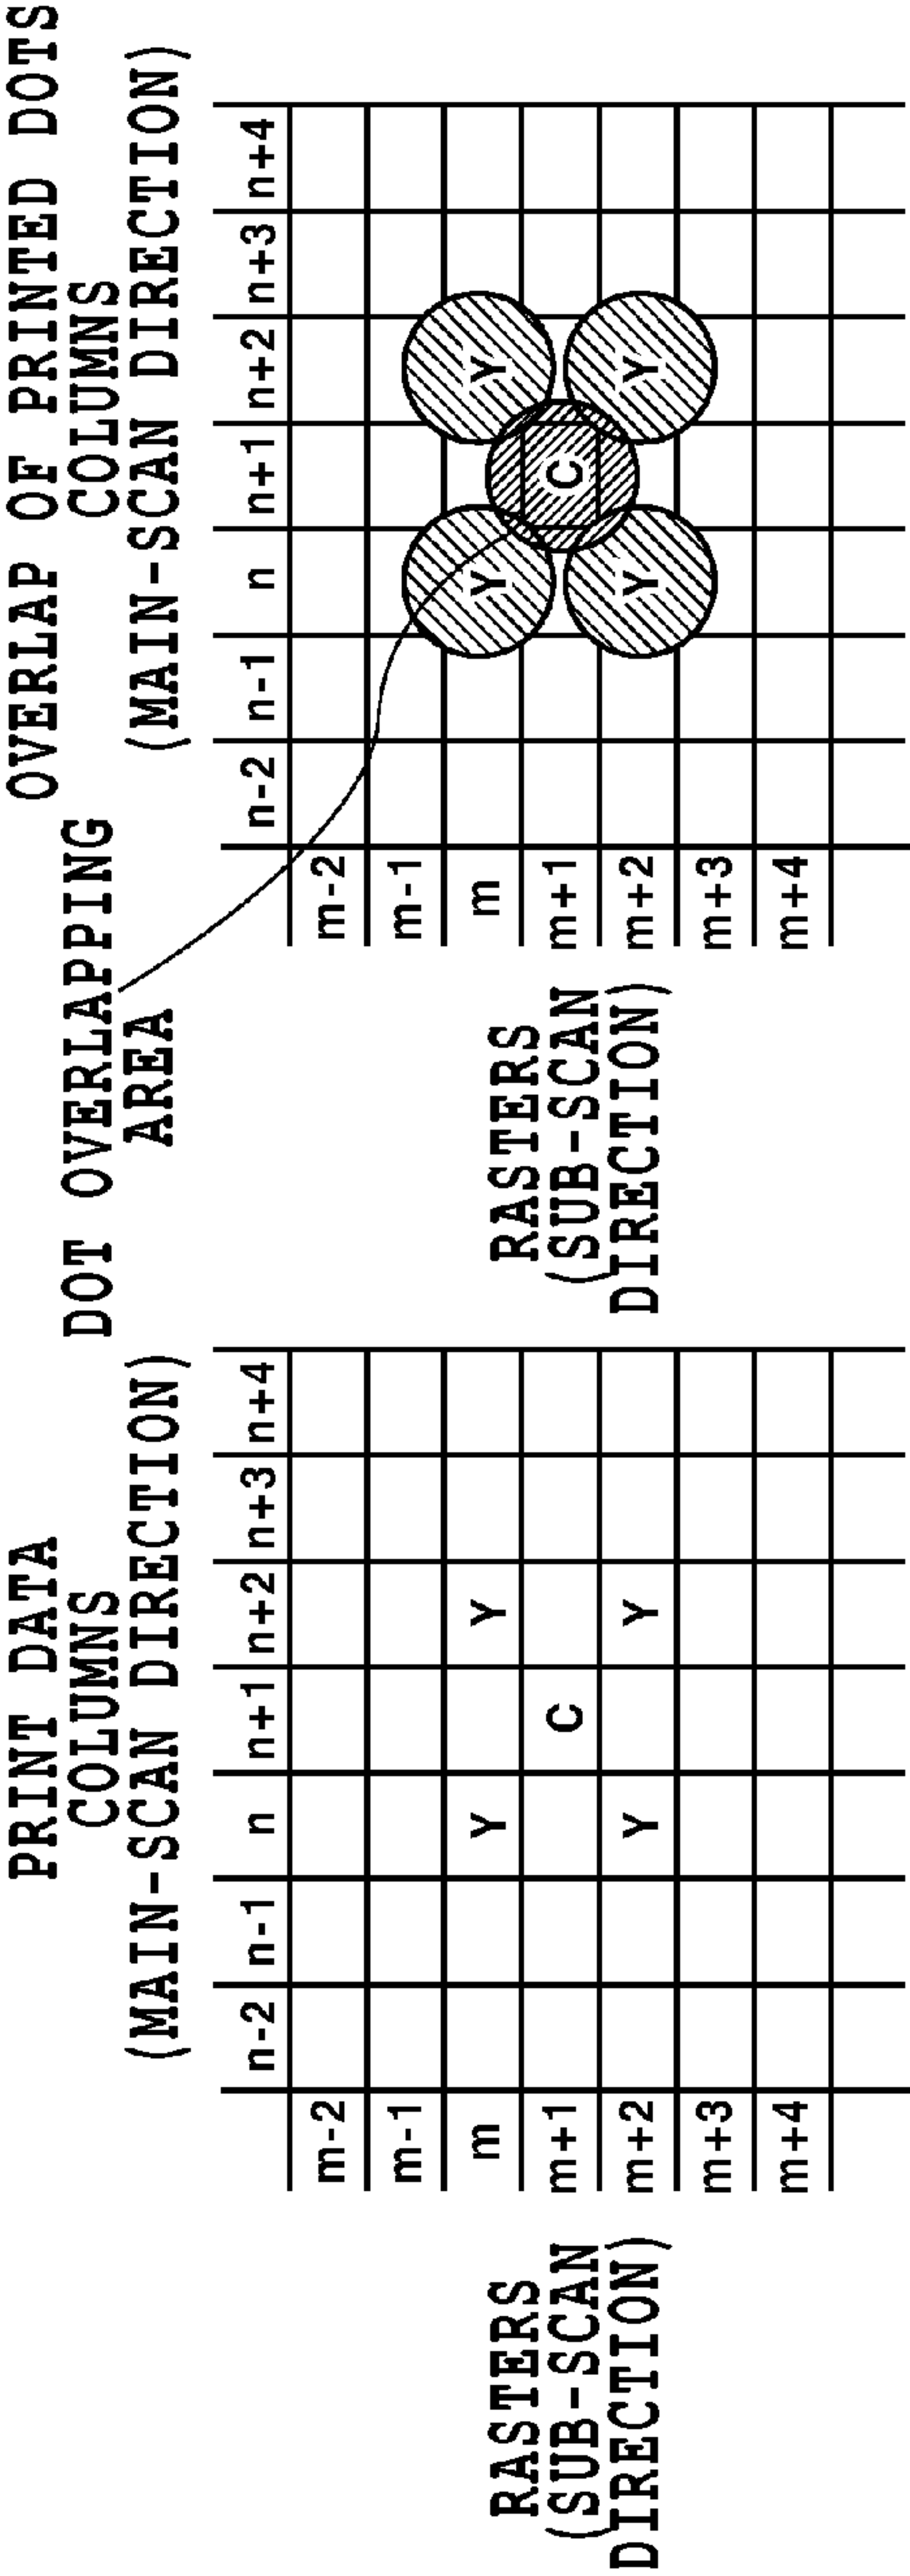 PRINT DATA
COLUMNS
(MAIN-SCAN DIRECTION)
n-2 n-1 n n+1 n+2 n+3 n+4
m-2
m-1
m Y Y
m+1 C
m+2 Y Y
m+3
m+4
RASTERS
(SUB-SCAN
DIRECTION)
OVERLAP OF PRINTED DOTS
COLUMNS
(MAIN-SCAN DIRECTION)
DOT OVERLAPPING
AREA
n-2 n-1 n n+1 n+2 n+3 n+4
m-2
m-1
m Y Y
m+1 C
m+2 Y Y
m+3
m+4
RASTERS
(SUB-SCAN
DIRECTION)